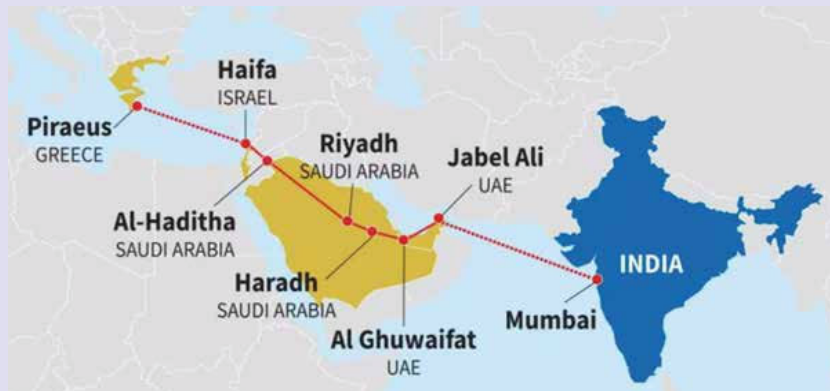 Haifa
ISRAEL
Piraeus
GREECE
Riyadh
SAUDI ARABIA
Jabel Ali
UAE
Al-Haditha
SAUDI ARABIA
Haradh
SAUDI ARABIA
INDIA
Mumbai
Al Ghuwaifat
UAE